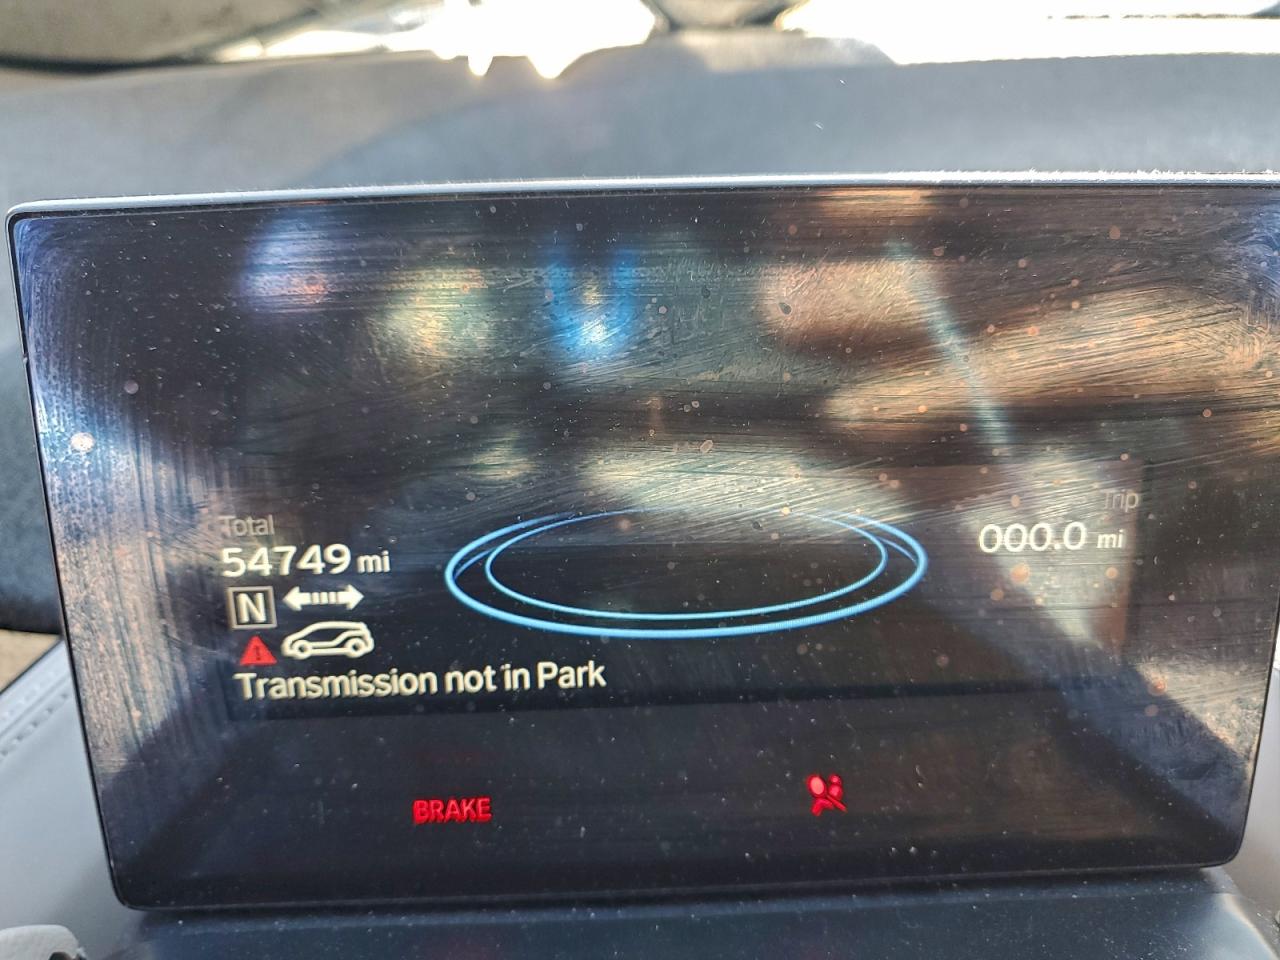 Total
54749 mi
N
Transmission not in Park
Trip
000.0 mi
BRAKE